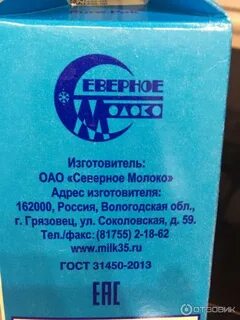 СЕВЕРНОЕ
МОЛОКО
Изготовитель:
ОАО «Северное Молоко»
Адрес изготовителя:
162000, Россия, Вологодская обл.,
г. Грязовец, ул. Соколовская, д. 59.
Тел./факс: (81755) 2-18-62
www.milk35.ru
ГОСТ 31450-2013
ЕАС
ОТЗОВИК